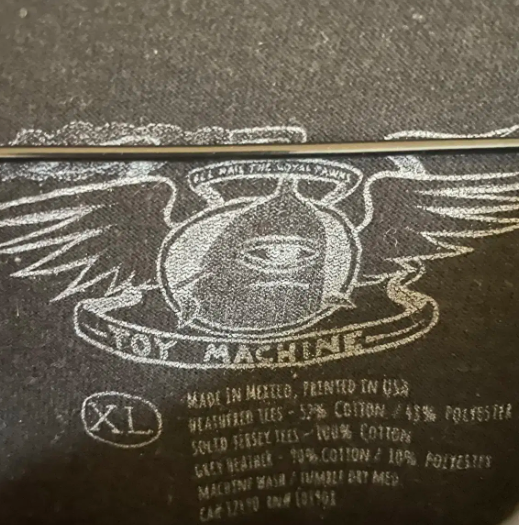 ALL HAIL THE LOYAL PAWNS
TOY MACHINE
XL
MADE IN MEXICO, PRINTED IN USA
HEATHERED TEES - 52% COTTON / 48% POLYESTER
SOLID JERSEY TEES - 100% COTTON
GREY HEATHER - 90% COTTON / 10% POLYESTER
MACHINE WASH / TUMBLE DRY MED